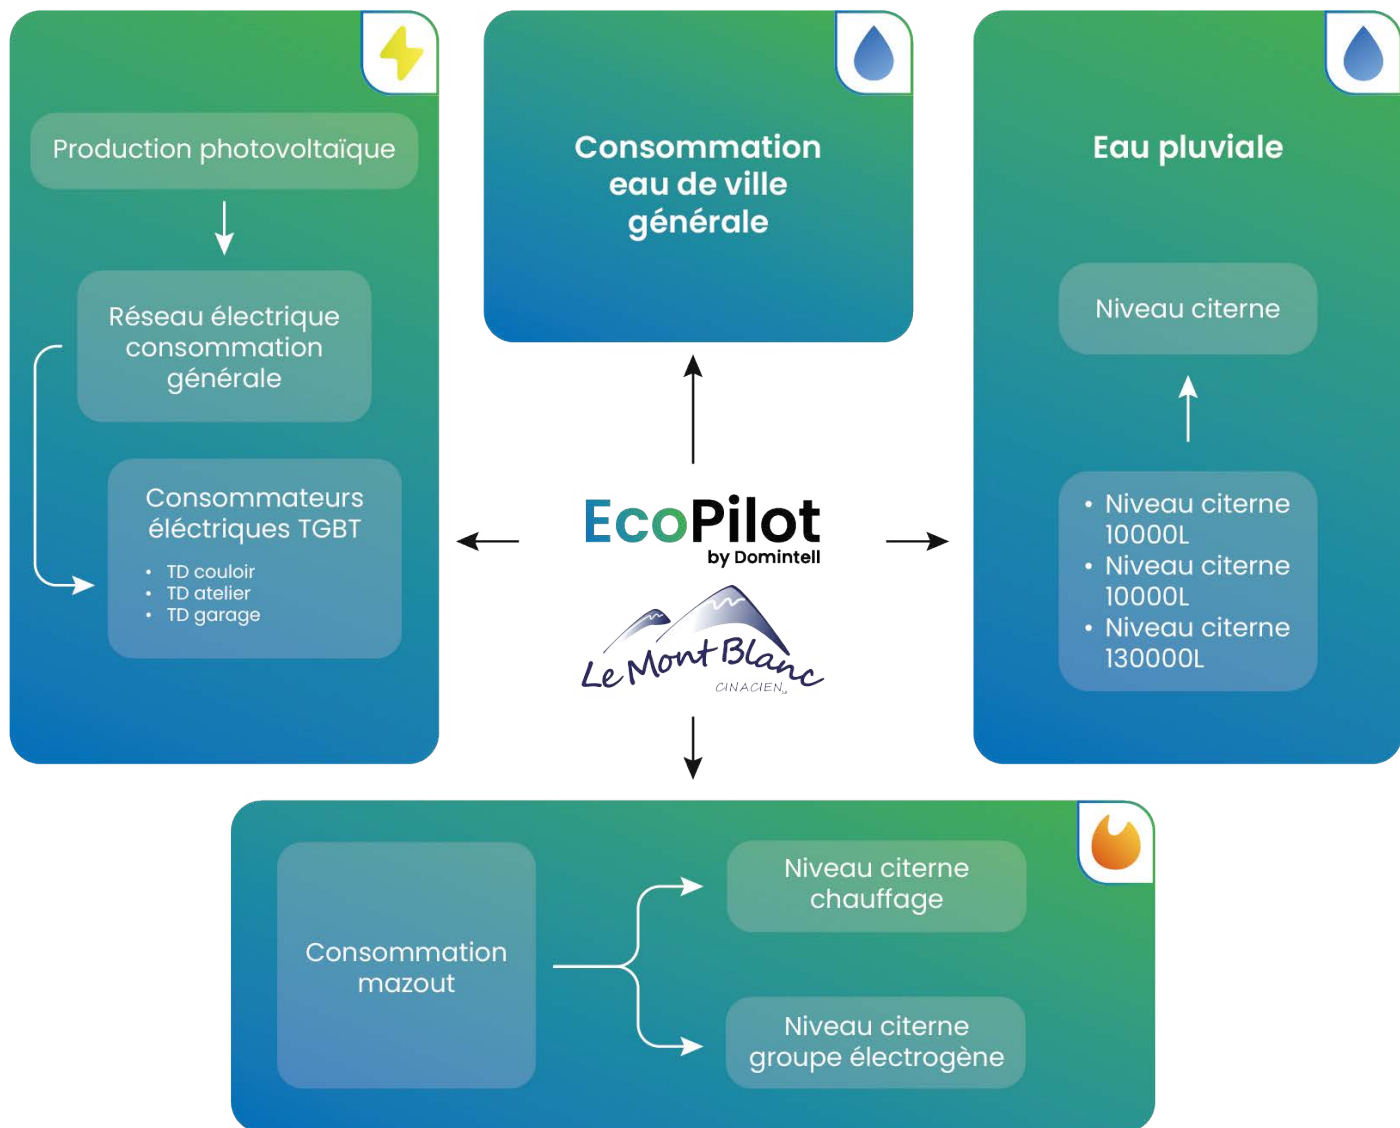 Production photovoltaïque
Réseau électrique
consommation
générale
Consommateurs
éléctriques TGBT
• TD couloir
• TD atelier
• TD garage
Consommation
eau de ville
générale
EcoPilot
by Domintell
Le Mont Blanc
CINACIEN
Eau pluviale
Niveau citerne
• Niveau citerne
10000L
• Niveau citerne
10000L
• Niveau citerne
130000L
Consommation
mazout
Niveau citerne
chauffage
Niveau citerne
groupe électrogène